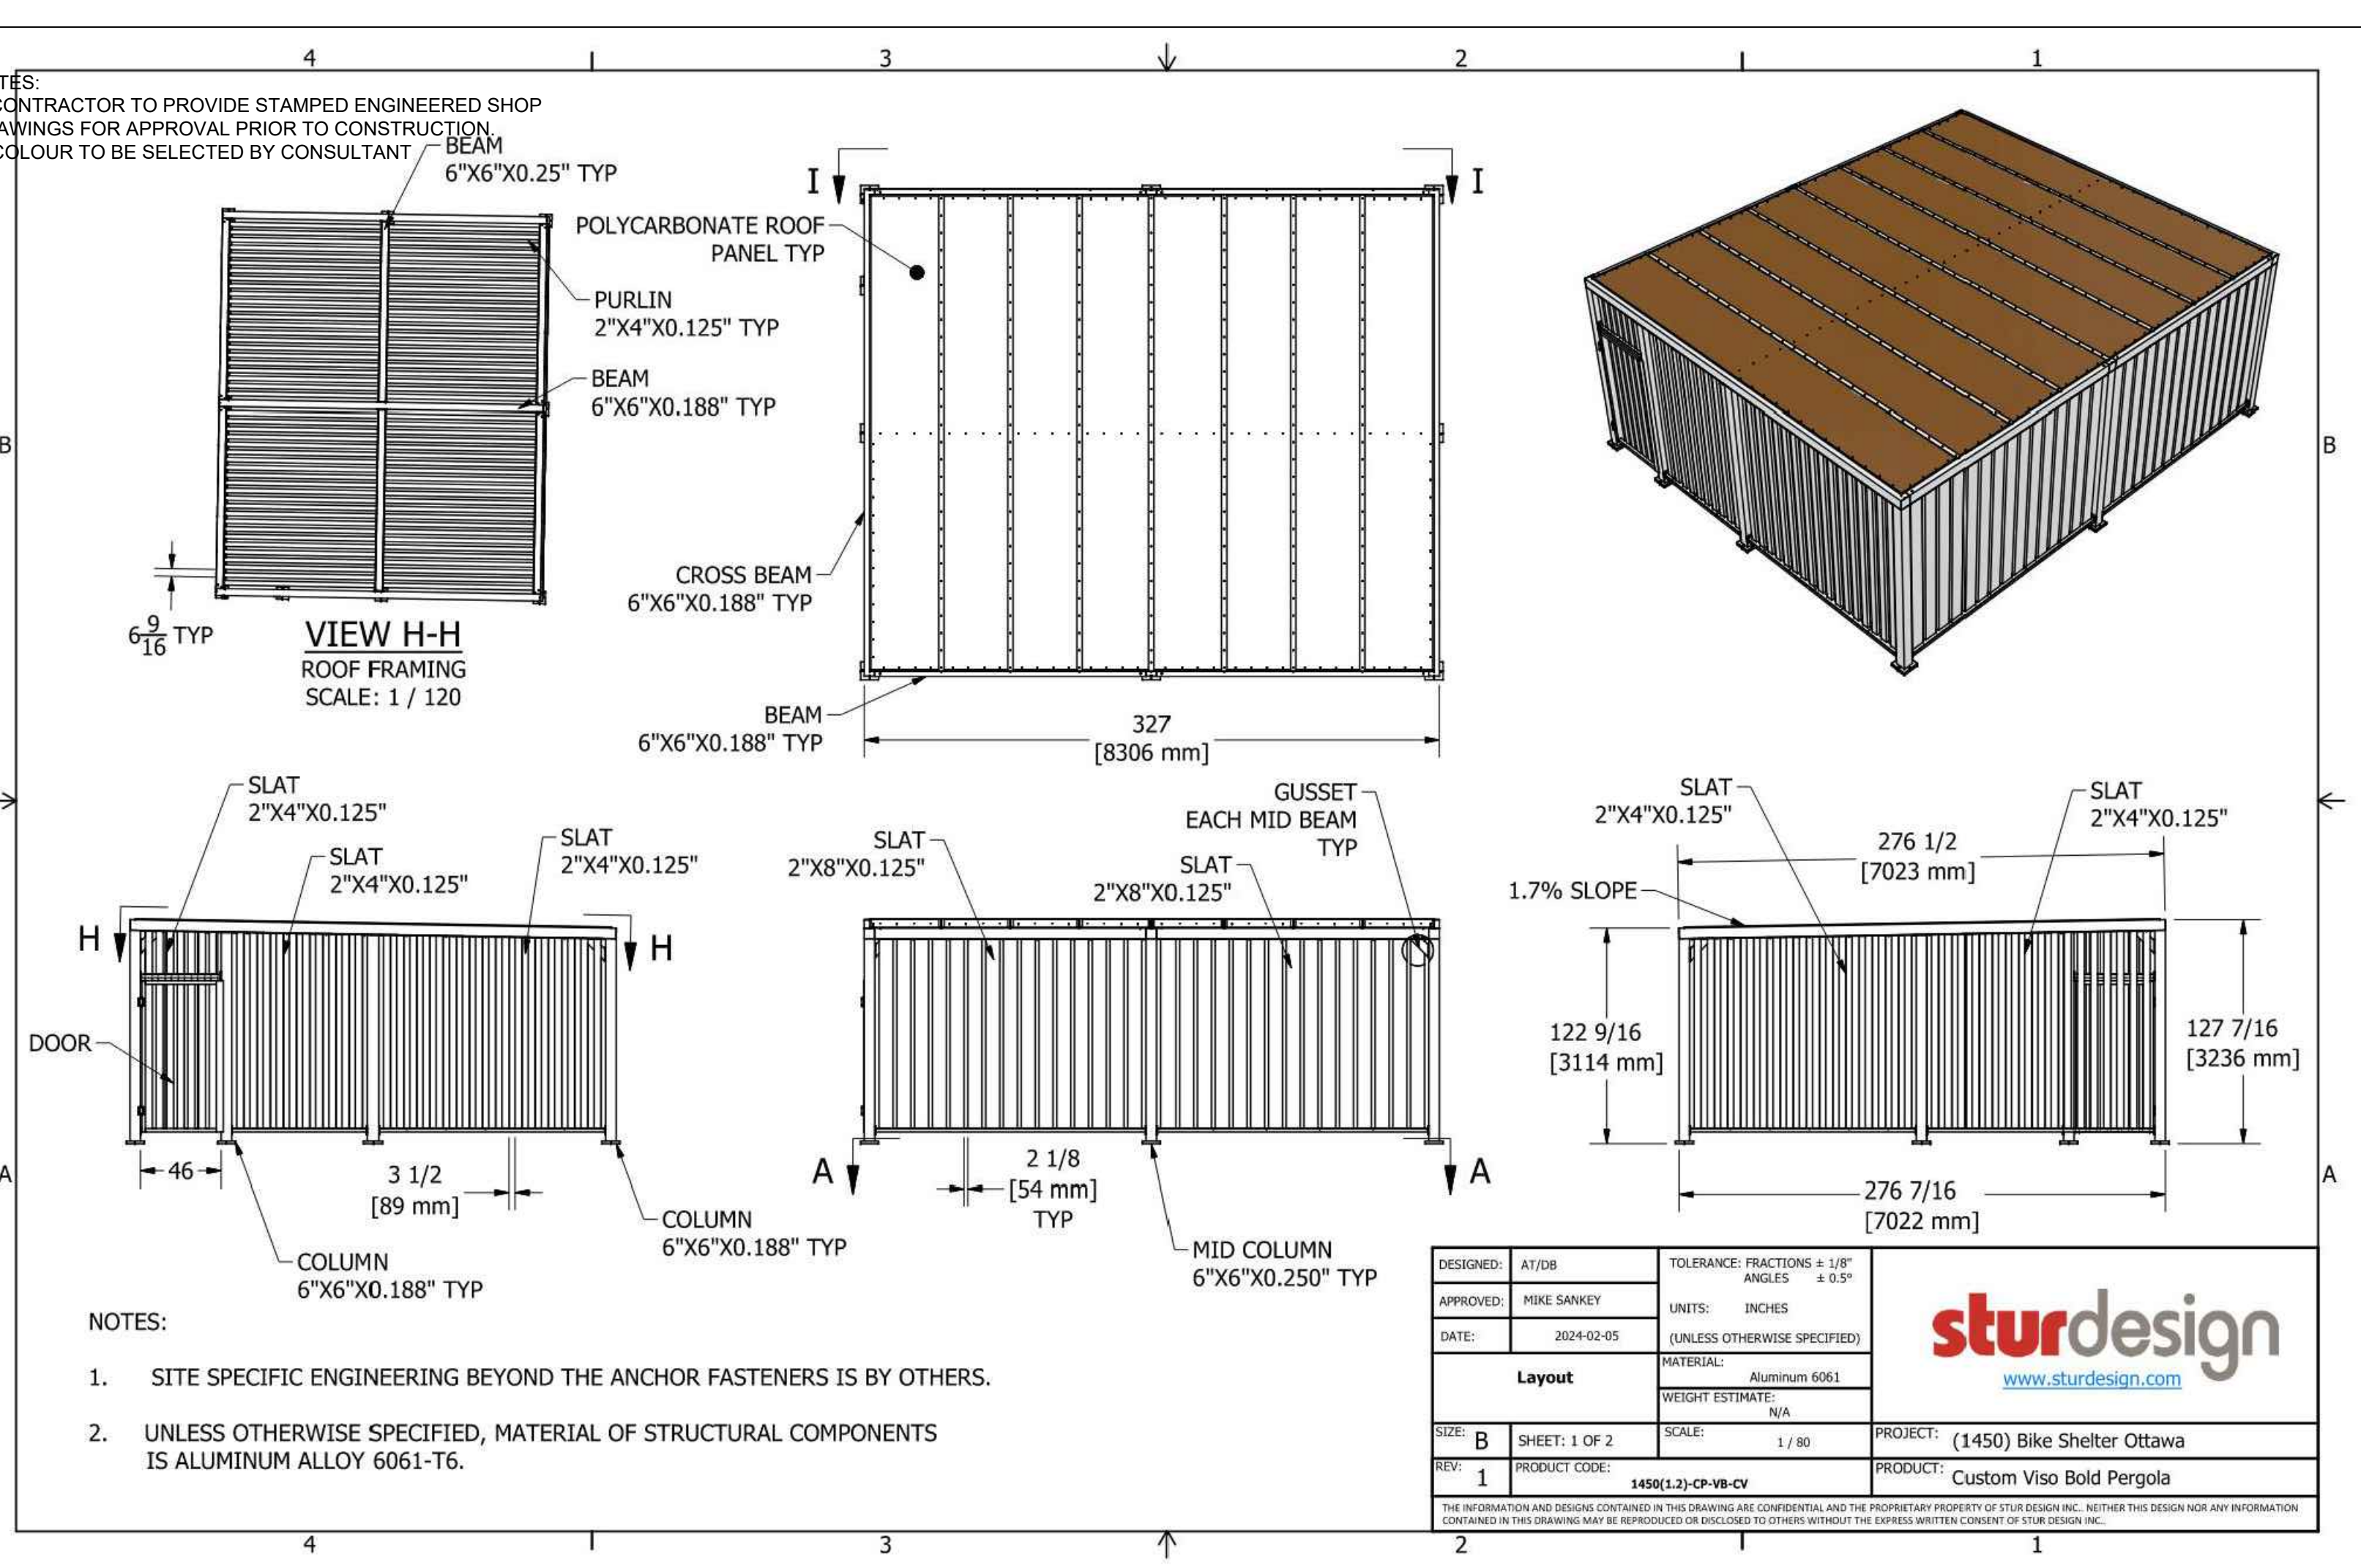 4
3
2
1
TES:
CONTRACTOR TO PROVIDE STAMPED ENGINEERED SHOP
AWINGS FOR APPROVAL PRIOR TO CONSTRUCTION.
COLOUR TO BE SELECTED BY CONSULTANT
BEAM
6"X6"X0.25" TYP
PURLIN
2"X4"X0.125" TYP
BEAM
6"X6"X0.188" TYP
6 9/16 TYP
VIEW H-H
ROOF FRAMING
SCALE: 1 / 120
I
I
POLYCARBONATE ROOF
PANEL TYP
CROSS BEAM
6"X6"X0.188" TYP
BEAM
6"X6"X0.188" TYP
327
[8306 mm]
B
B
SLAT
2"X4"X0.125"
SLAT
2"X4"X0.125"
SLAT
2"X4"X0.125"
H
H
DOOR
46
3 1/2
[89 mm]
COLUMN
6"X6"X0.188" TYP
COLUMN
6"X6"X0.188" TYP
SLAT
2"X8"X0.125"
SLAT
2"X8"X0.125"
GUSSET
EACH MID BEAM
TYP
A
A
2 1/8
[54 mm]
TYP
MID COLUMN
6"X6"X0.250" TYP
SLAT
2"X4"X0.125"
SLAT
2"X4"X0.125"
276 1/2
[7023 mm]
1.7% SLOPE
122 9/16
[3114 mm]
127 7/16
[3236 mm]
276 7/16
[7022 mm]
A
A
NOTES:
1. SITE SPECIFIC ENGINEERING BEYOND THE ANCHOR FASTENERS IS BY OTHERS.
2. UNLESS OTHERWISE SPECIFIED, MATERIAL OF STRUCTURAL COMPONENTS
IS ALUMINUM ALLOY 6061-T6.
DESIGNED: AT/DB
APPROVED: MIKE SANKEY
DATE: 2024-02-05
TOLERANCE: FRACTIONS ± 1/8"
ANGLES ± 0.5°
UNITS: INCHES
(UNLESS OTHERWISE SPECIFIED)
Layout
MATERIAL:
Aluminum 6061
WEIGHT ESTIMATE:
N/A
sturdesign
www.sturdesign.com
SIZE: B
SHEET: 1 OF 2
SCALE: 1 / 80
PROJECT: (1450) Bike Shelter Ottawa
REV: 1
PRODUCT CODE:
1450(1.2)-CP-VB-CV
PRODUCT: Custom Viso Bold Pergola
THE INFORMATION AND DESIGNS CONTAINED IN THIS DRAWING ARE CONFIDENTIAL AND THE PROPRIETARY PROPERTY OF STUR DESIGN INC.. NEITHER THIS DESIGN NOR ANY INFORMATION
CONTAINED IN THIS DRAWING MAY BE REPRODUCED OR DISCLOSED TO OTHERS WITHOUT THE EXPRESS WRITTEN CONSENT OF STUR DESIGN INC..
4
3
2
1